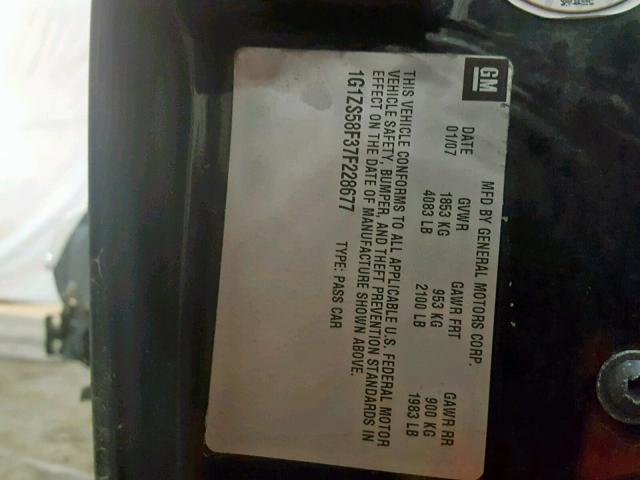 GM
MFD BY GENERAL MOTORS CORP.
DATE GVWR GAWR FRT GAWR RR
01/07 1853 KG 953 KG 900 KG
4083 LB 2100 LB 1983 LB
THIS VEHICLE CONFORMS TO ALL APPLICABLE U.S. FEDERAL MOTOR
VEHICLE SAFETY, BUMPER, AND THEFT PREVENTION STANDARDS IN
EFFECT ON THE DATE OF MANUFACTURE SHOWN ABOVE.
1G1ZS58F37F228677 TYPE: PASS CAR